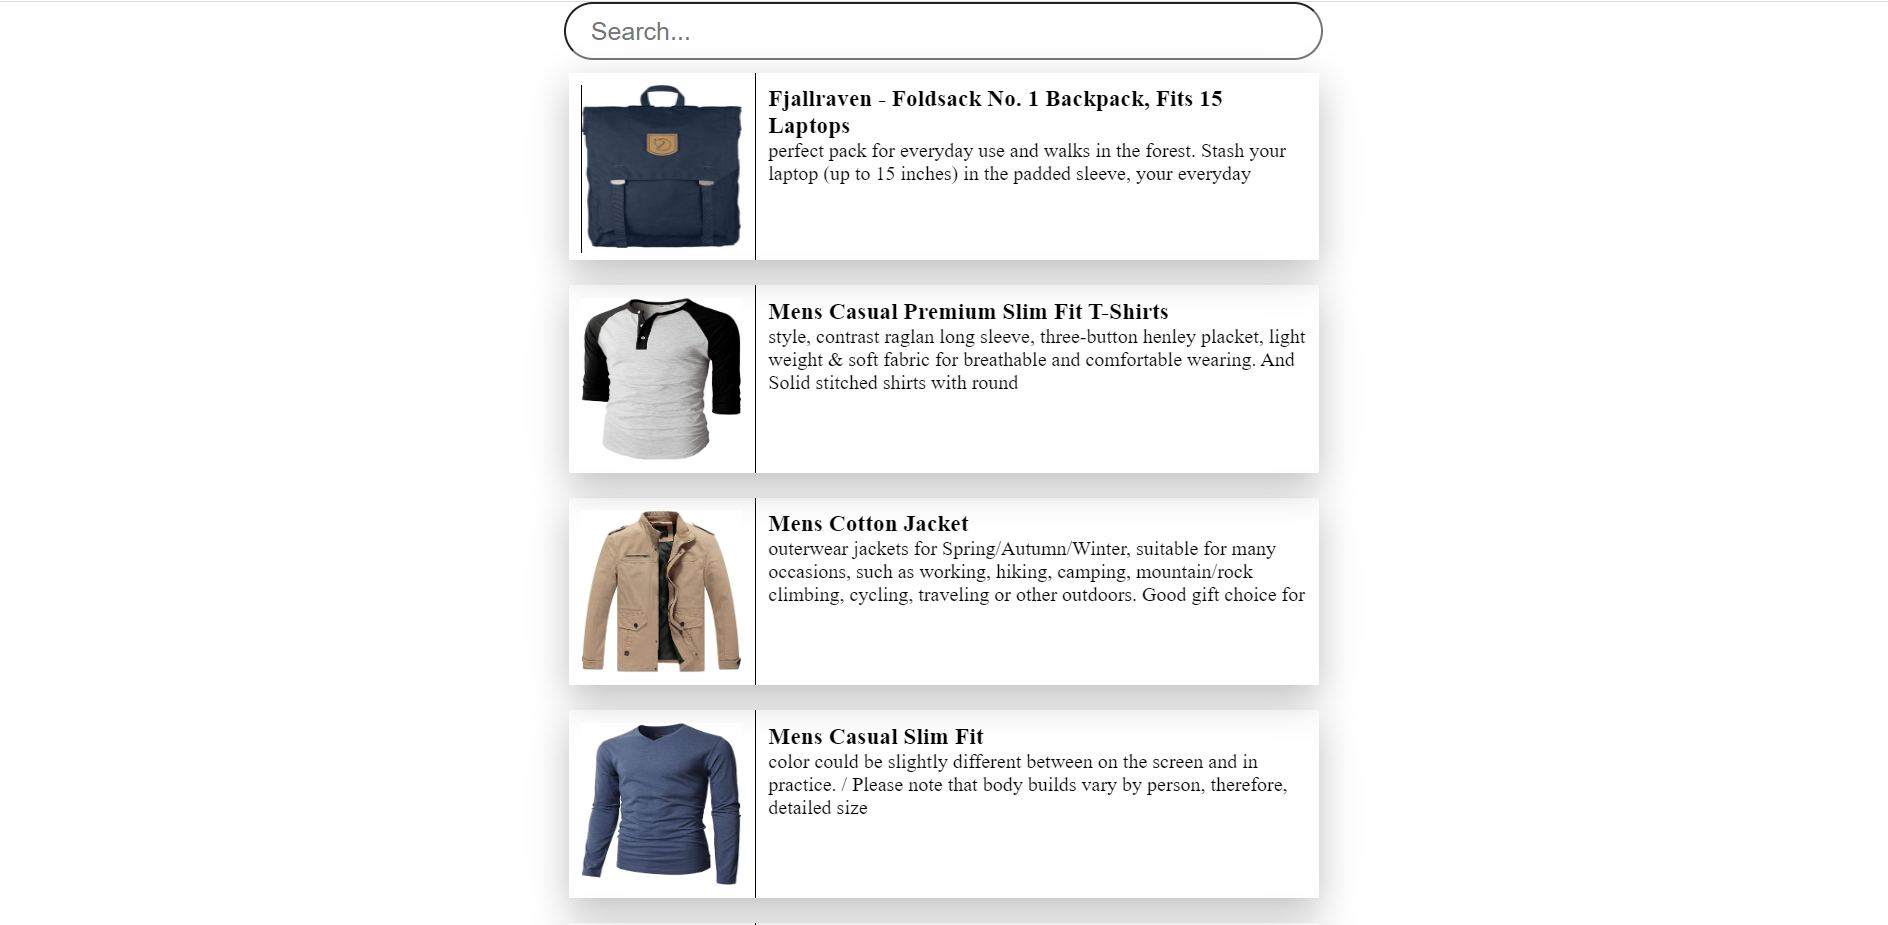 Search...
Fjallraven - Foldsack No. 1 Backpack, Fits 15
Laptops
perfect pack for everyday use and walks in the forest. Stash your
laptop (up to 15 inches) in the padded sleeve, your everyday
Mens Casual Premium Slim Fit T-Shirts
style, contrast raglan long sleeve, three-button henley placket, light
weight & soft fabric for breathable and comfortable wearing. And
Solid stitched shirts with round
Mens Cotton Jacket
outerwear jackets for Spring/Autumn/Winter, suitable for many
occasions, such as working, hiking, camping, mountain/rock
climbing, cycling, traveling or other outdoors. Good gift choice for
Mens Casual Slim Fit
color could be slightly different between on the screen and in
practice. / Please note that body builds vary by person, therefore,
detailed size